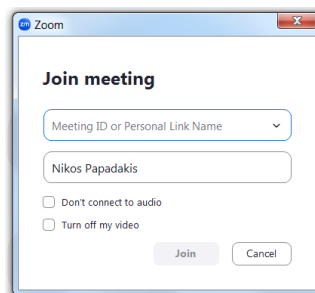 zm Zoom
Join meeting
Meeting ID or Personal Link Name
Nikos Papadakis
Don't connect to audio
Turn off my video
Join Cancel